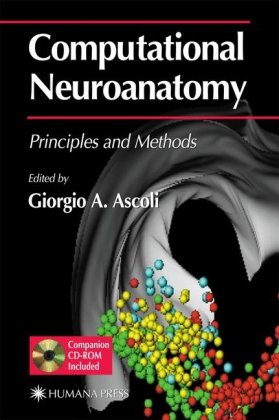 Computational
Neuroanatomy
Principles and Methods
Edited by
Giorgio A. Ascoli
Companion
CD-ROM
Included
HUMANA PRESS